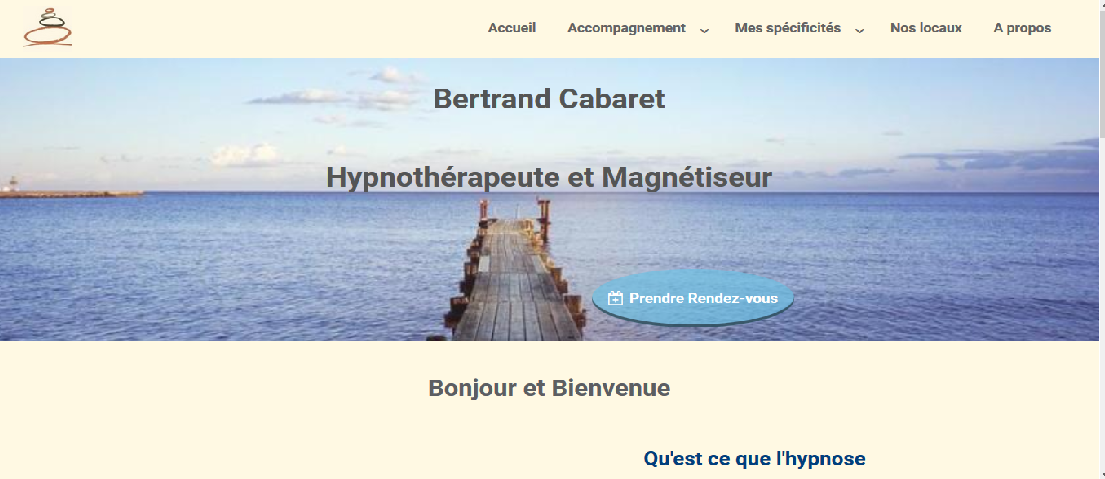 Accueil Accompagnement Mes spécificités Nos locaux A propos
Bertrand Cabaret
Hypnothérapeute et Magnétiseur
Prendre Rendez-vous
Bonjour et Bienvenue
Qu'est ce que l'hypnose